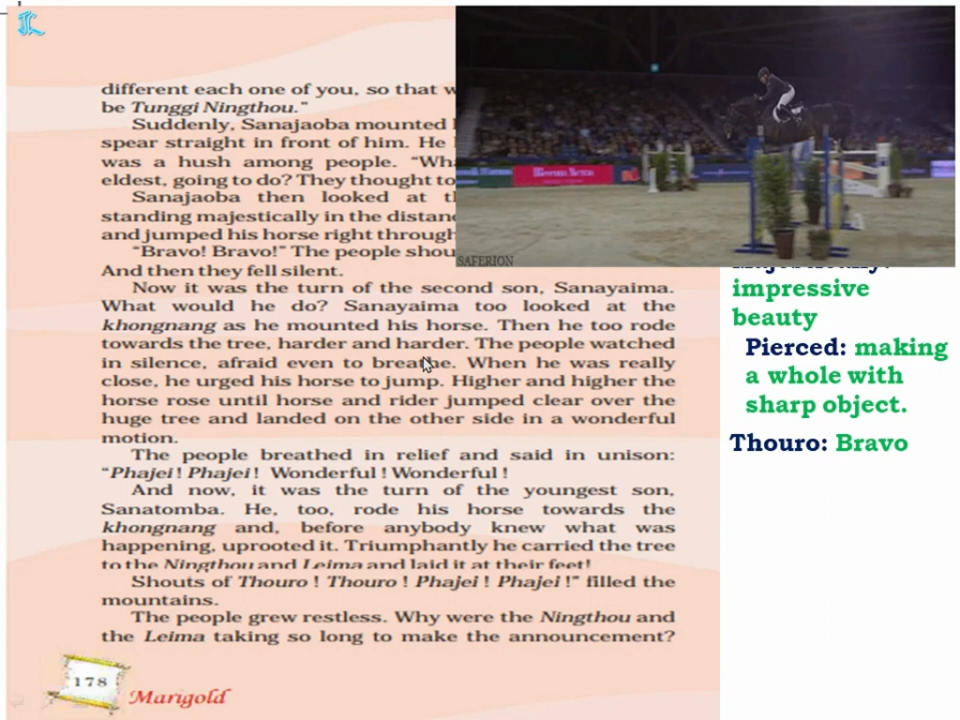 different each one of you, so that w
be Tunggi Ningthou."
Suddenly, Sanajaoba mounted
spear straight in front of him. He
was a hush among people. "Wha
eldest, going to do? They thought to
Sanajaoba then looked at
standing majestically in the distan
and jumped his horse right through
"Bravo! Bravo!" The people shou
And then they fell silent.
Now it was the turn of the second son, Sanayaima.
What would he do? Sanayaima too looked at the
khongnang as he mounted his horse. Then he too rode
towards the tree, harder and harder. The people watched
in silence, afraid even to breathe. When he was really
close, he urged his horse to jump. Higher and higher the
horse rose until horse and rider jumped clear over the
huge tree and landed on the other side in a wonderful
motion.
The people breathed in relief and said in unison:
"Phajei ! Phajei ! Wonderful ! Wonderful !
And now, it was the turn of the youngest son,
Sanatomba. He, too, rode his horse towards the
khongnang and, before anybody knew what was
happening, uprooted it. Triumphantly he carried the tree
to the Ningthou and Leima and laid it at their feet!
Shouts of Thouro ! Thouro ! Phajei ! Phajei !" filled the
mountains.
The people grew restless. Why were the Ningthou and
the Leima taking so long to make the announcement?
178
Marigold
SAFERION
impressive
beauty
Pierced: making
a whole with
sharp object.
Thouro: Bravo